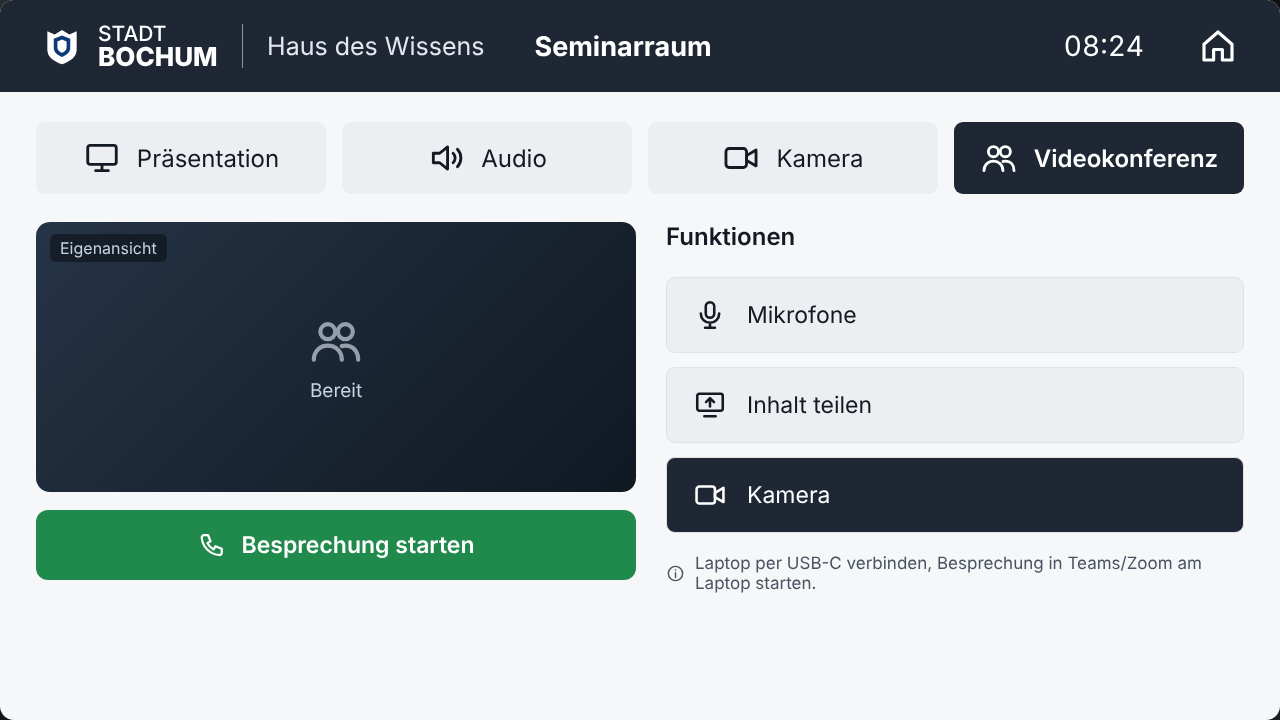 STADT
BOCHUM
Haus des Wissens
Seminarraum
08:24
Präsentation
Audio
Kamera
Videokonferenz
Eigenansicht
Bereit
Besprechung starten
Funktionen
Mikrofone
Inhalt teilen
Kamera
Laptop per USB-C verbinden, Besprechung in Teams/Zoom am
Laptop starten.